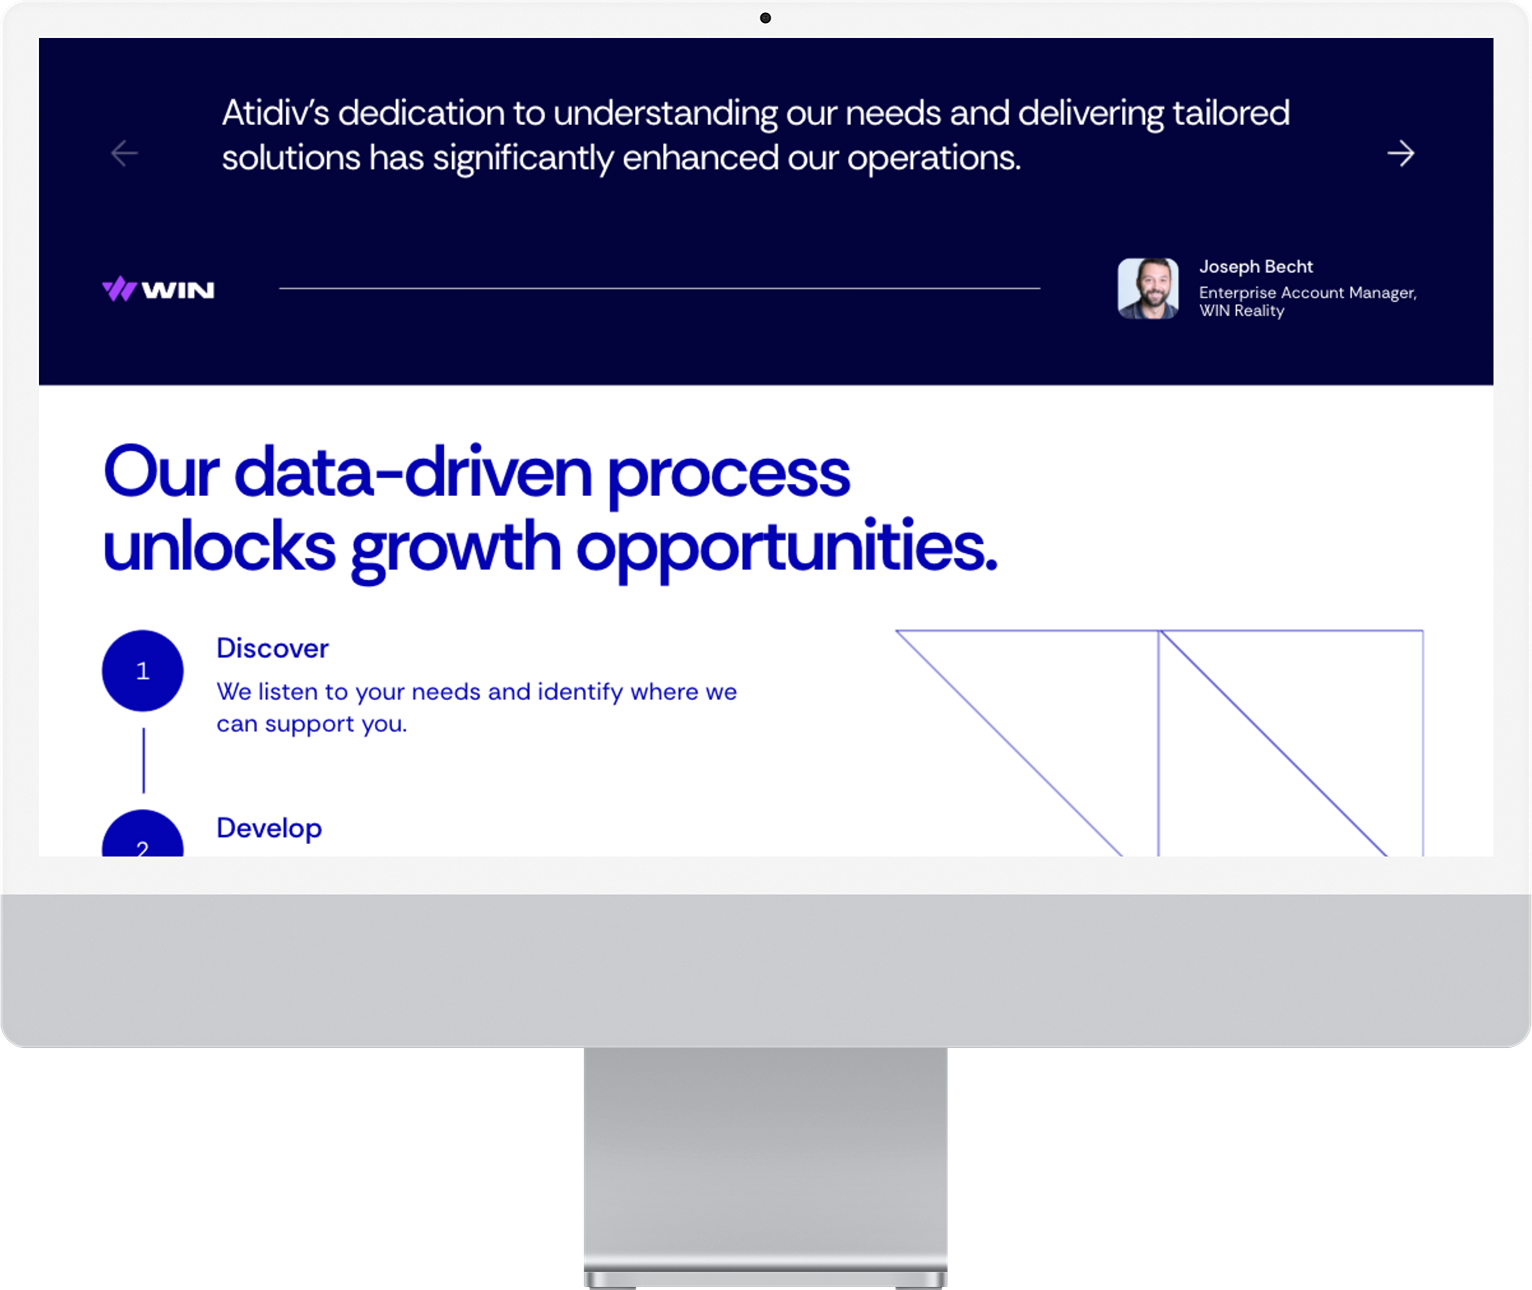 Atidiv’s dedication to understanding our needs and delivering tailored
solutions has significantly enhanced our operations.
WIN
Joseph Becht
Enterprise Account Manager,
WIN Reality
Our data-driven process
unlocks growth opportunities.
1
Discover
We listen to your needs and identify where we
can support you.
2
Develop